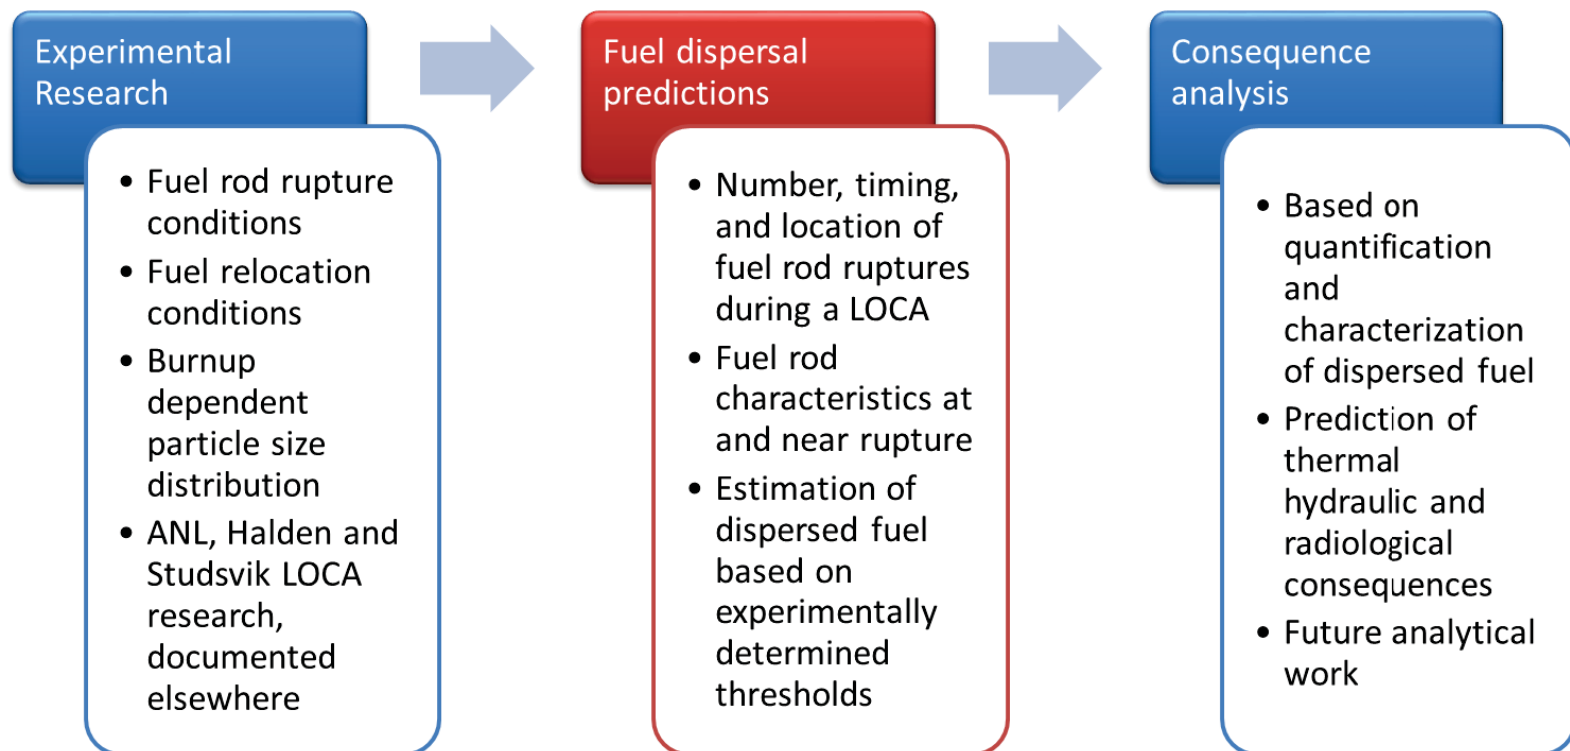 Experimental
Research
• Fuel rod rupture
conditions
• Fuel relocation
conditions
• Burnup
dependent
particle size
distribution
• ANL, Halden and
Studsvik LOCA
research,
documented
elsewhere
Fuel dispersal
predictions
• Number, timing,
and location of
fuel rod ruptures
during a LOCA
• Fuel rod
characteristics at
and near rupture
• Estimation of
dispersed fuel
based on
experimentally
determined
thresholds
Consequence
analysis
• Based on
quantification
and
characterization
of dispersed fuel
• Prediction of
thermal
hydraulic and
radiological
consequences
• Future analytical
work